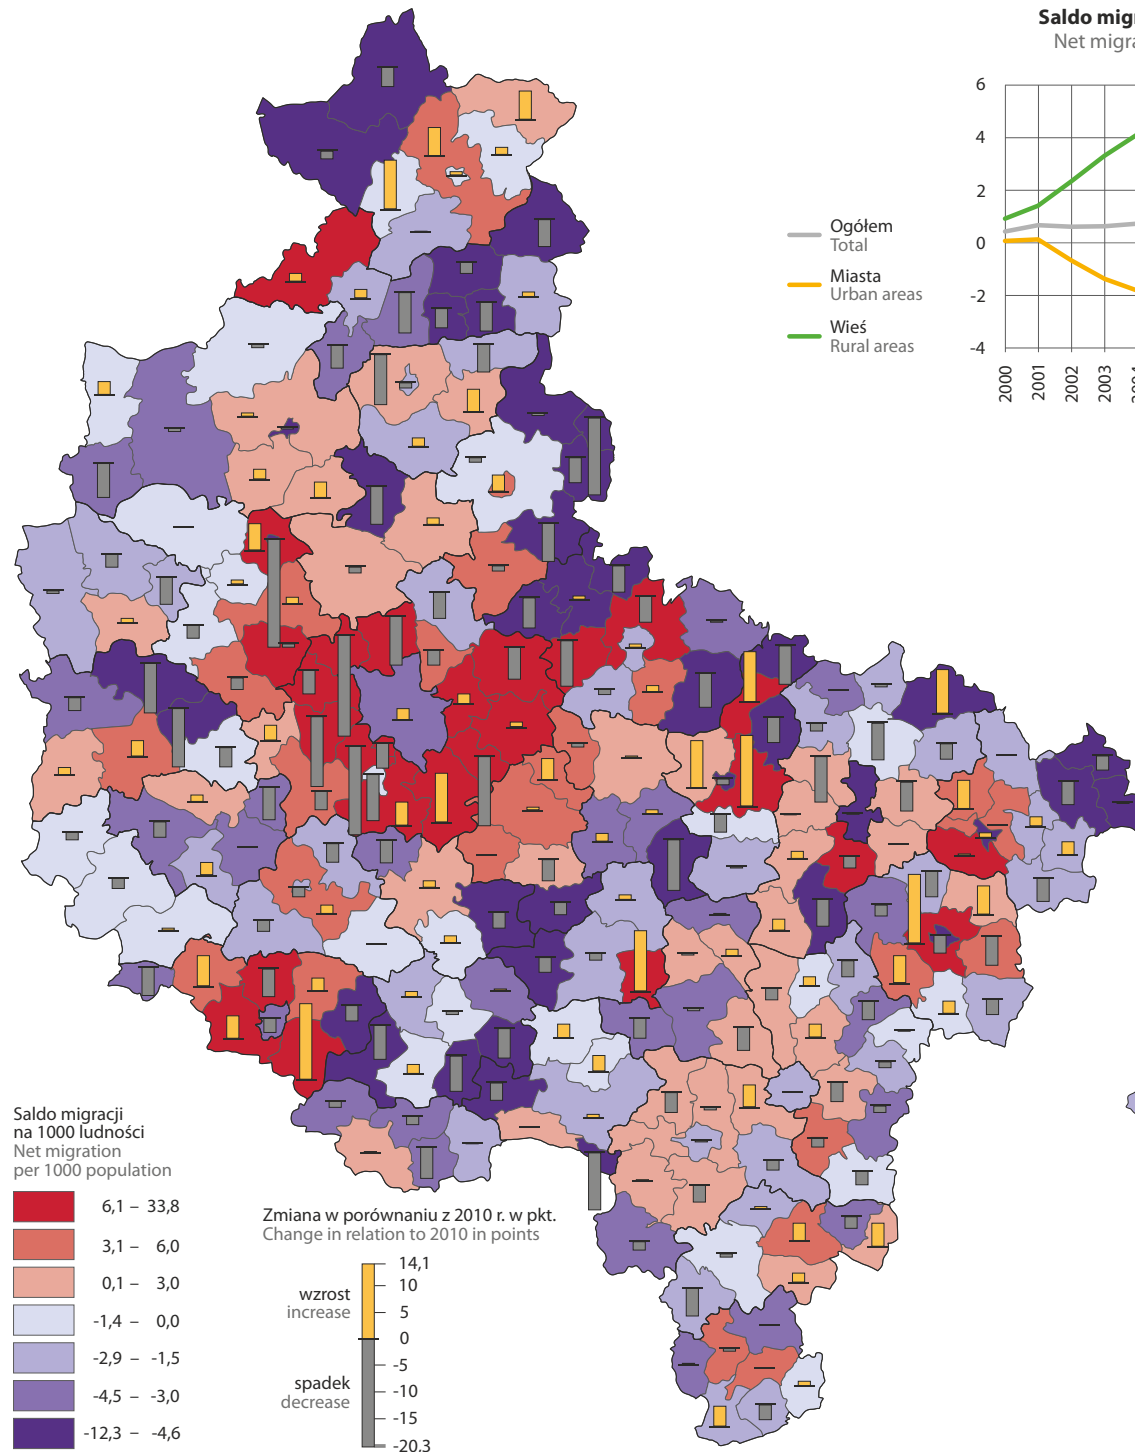 Saldo migr
Net migra
6
4
2
0
-2
-4
2000
2001
2002
2003
2004
Ogółem
Total
Miasta
Urban areas
Wieś
Rural areas
Saldo migracji
na 1000 ludności
Net migration
per 1000 population
6,1 – 33,8
3,1 – 6,0
0,1 – 3,0
-1,4 – 0,0
-2,9 – -1,5
-4,5 – -3,0
-12,3 – -4,6
Zmiana w porównaniu z 2010 r. w pkt.
Change in relation to 2010 in points
wzrost
increase
spadek
decrease
14,1
10
5
0
-5
-10
-15
-20,3